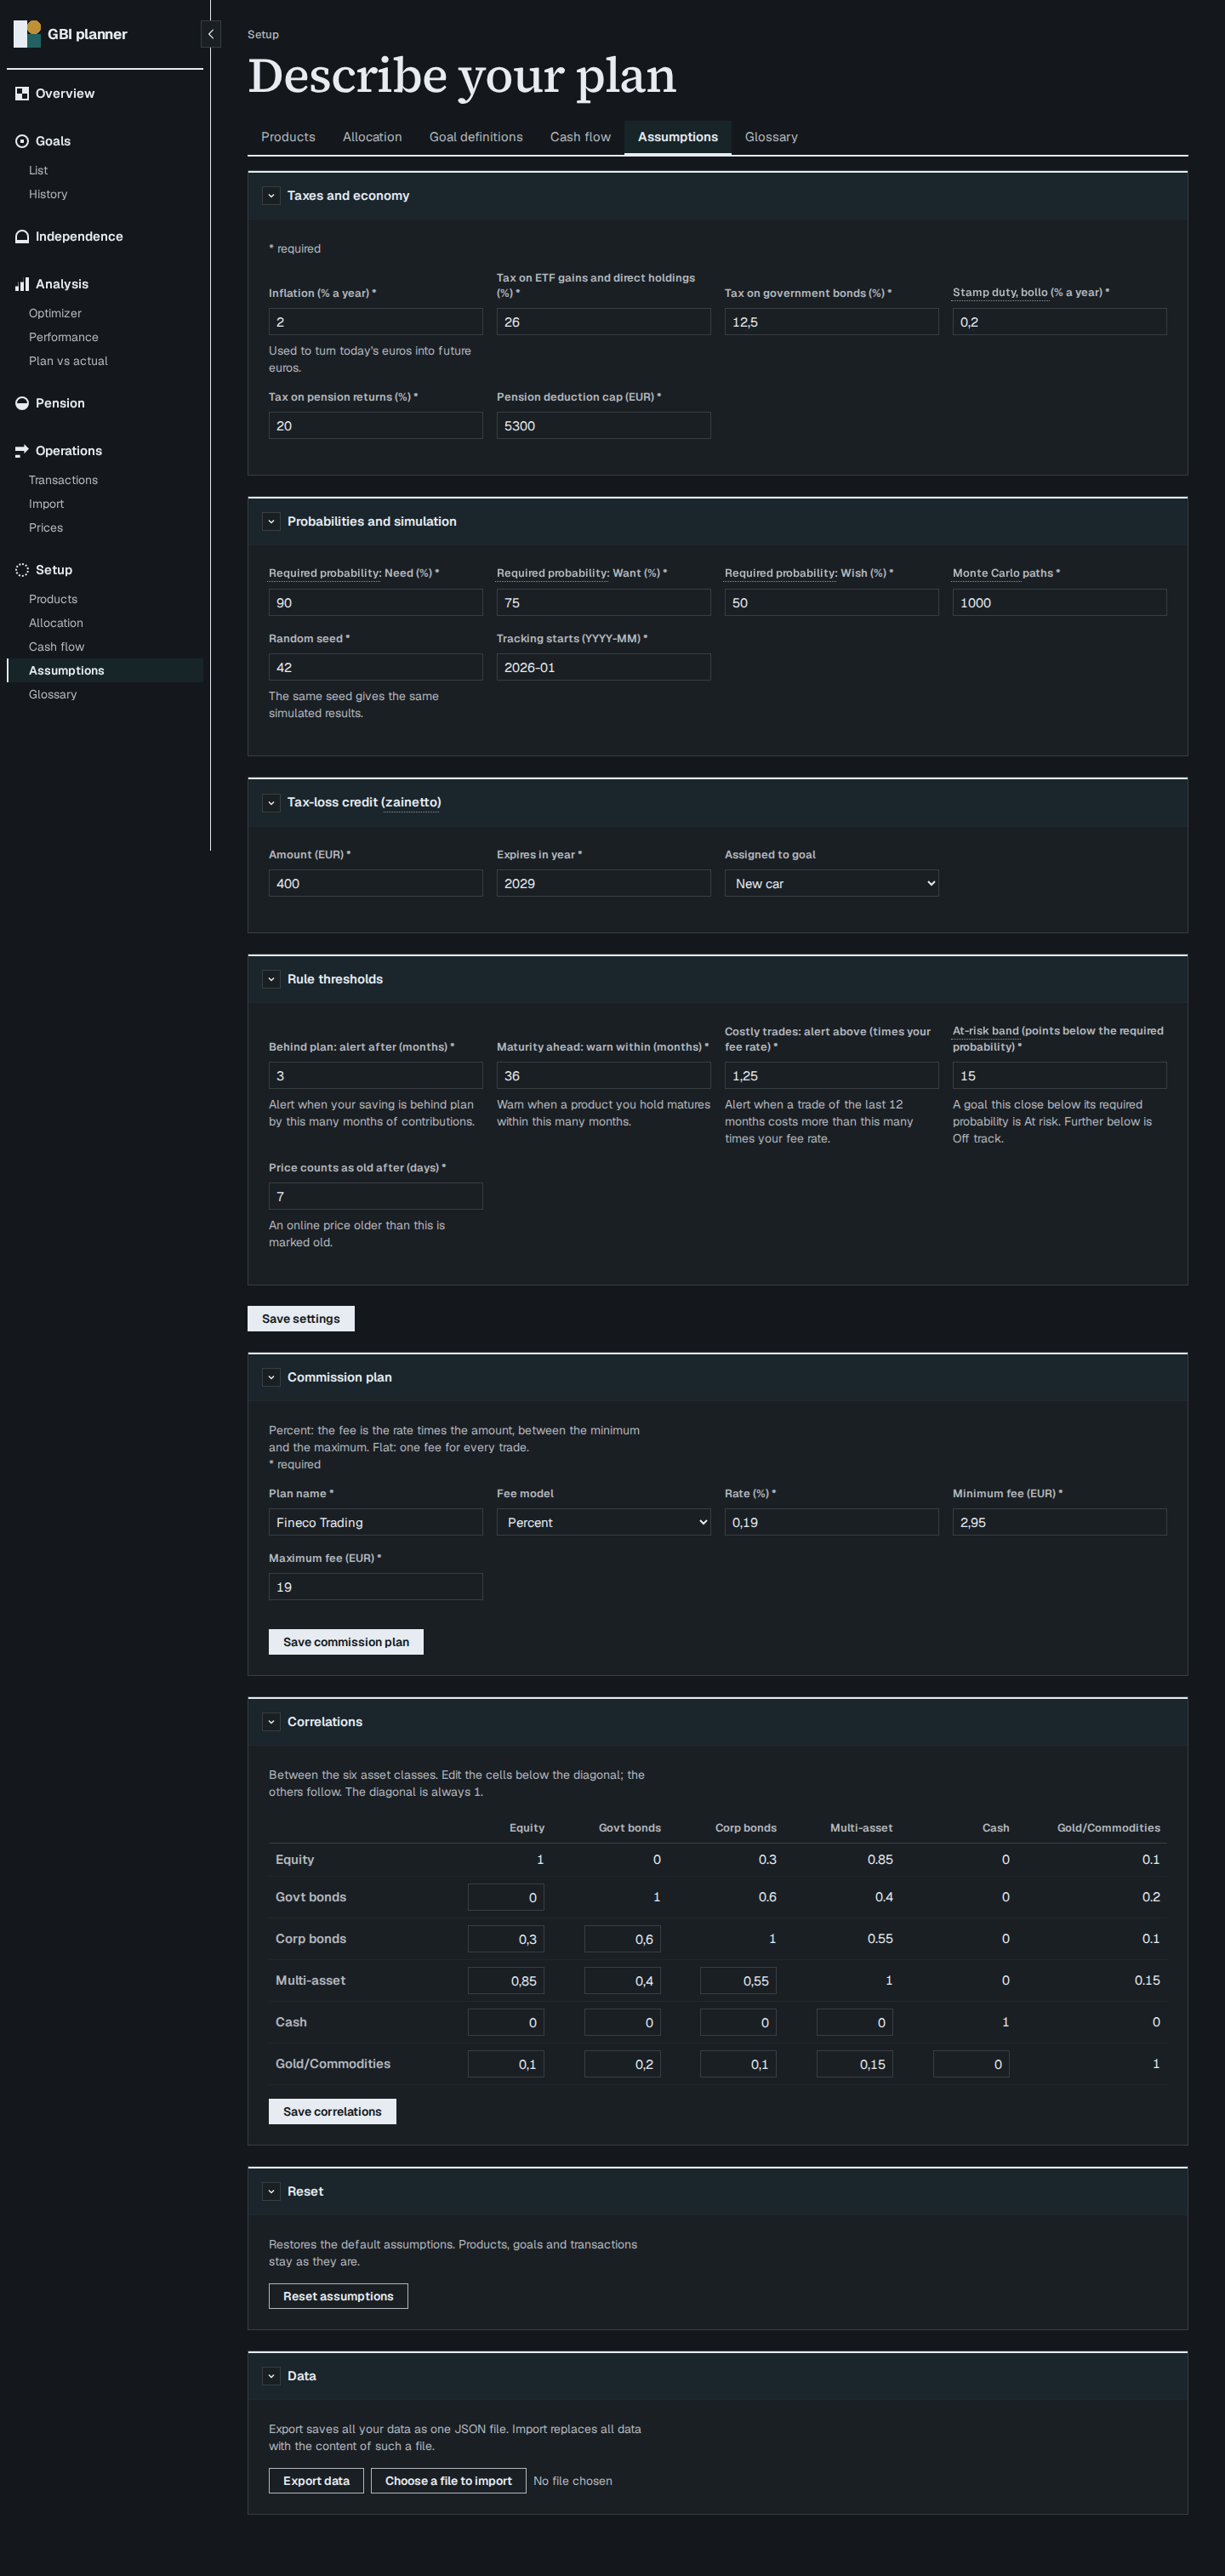 GBI planner
Overview
Goals
List
History
Independence
Analysis
Optimizer
Performance
Plan vs actual
Pension
Operations
Transactions
Import
Prices
Setup
Products
Allocation
Cash flow
Assumptions
Glossary
Setup
Describe your plan
Products Allocation Goal definitions Cash flow Assumptions Glossary
Taxes and economy
* required
Inflation (% a year) *
2
Used to turn today's euros into future
euros.
Tax on ETF gains and direct holdings
(%) *
26
Tax on government bonds (%) *
12,5
Stamp duty, bollo (% a year) *
0,2
Tax on pension returns (%) *
20
Pension deduction cap (EUR) *
5300
Probabilities and simulation
Required probability: Need (%) *
90
Required probability: Want (%) *
75
Required probability: Wish (%) *
50
Monte Carlo paths *
1000
Random seed *
42
The same seed gives the same
simulated results.
Tracking starts (YYYY-MM) *
2026-01
Tax-loss credit (zainetto)
Amount (EUR) *
400
Expires in year *
2029
Assigned to goal
New car
Rule thresholds
Behind plan: alert after (months) *
3
Alert when your saving is behind plan
by this many months of contributions.
Maturity ahead: warn within (months) *
36
Warn when a product you hold matures
within this many months.
Costly trades: alert above (times your
fee rate) *
1,25
Alert when a trade of the last 12
months costs more than this many
times your fee rate.
At-risk band (points below the required
probability) *
15
A goal this close below its required
probability is At risk. Further below is
Off track.
Price counts as old after (days) *
7
An online price older than this is
marked old.
Save settings
Commission plan
Percent: the fee is the rate times the amount, between the minimum
and the maximum. Flat: one fee for every trade.
* required
Plan name *
Fineco Trading
Fee model
Percent
Rate (%) *
0,19
Minimum fee (EUR) *
2,95
Maximum fee (EUR) *
19
Save commission plan
Correlations
Between the six asset classes. Edit the cells below the diagonal; the
others follow. The diagonal is always 1.
Equity Govt bonds Corp bonds Multi-asset Cash Gold/Commodities
Equity 1 0 0.3 0.85 0 0.1
Govt bonds 0 1 0.6 0.4 0 0.2
Corp bonds 0,3 0,6 1 0.55 0 0.1
Multi-asset 0,85 0,4 0,55 1 0 0.15
Cash 0 0 0 0 1 0
Gold/Commodities 0,1 0,2 0,1 0,15 0 1
Save correlations
Reset
Restores the default assumptions. Products, goals and transactions
stay as they are.
Reset assumptions
Data
Export saves all your data as one JSON file. Import replaces all data
with the content of such a file.
Export data Choose a file to import No file chosen